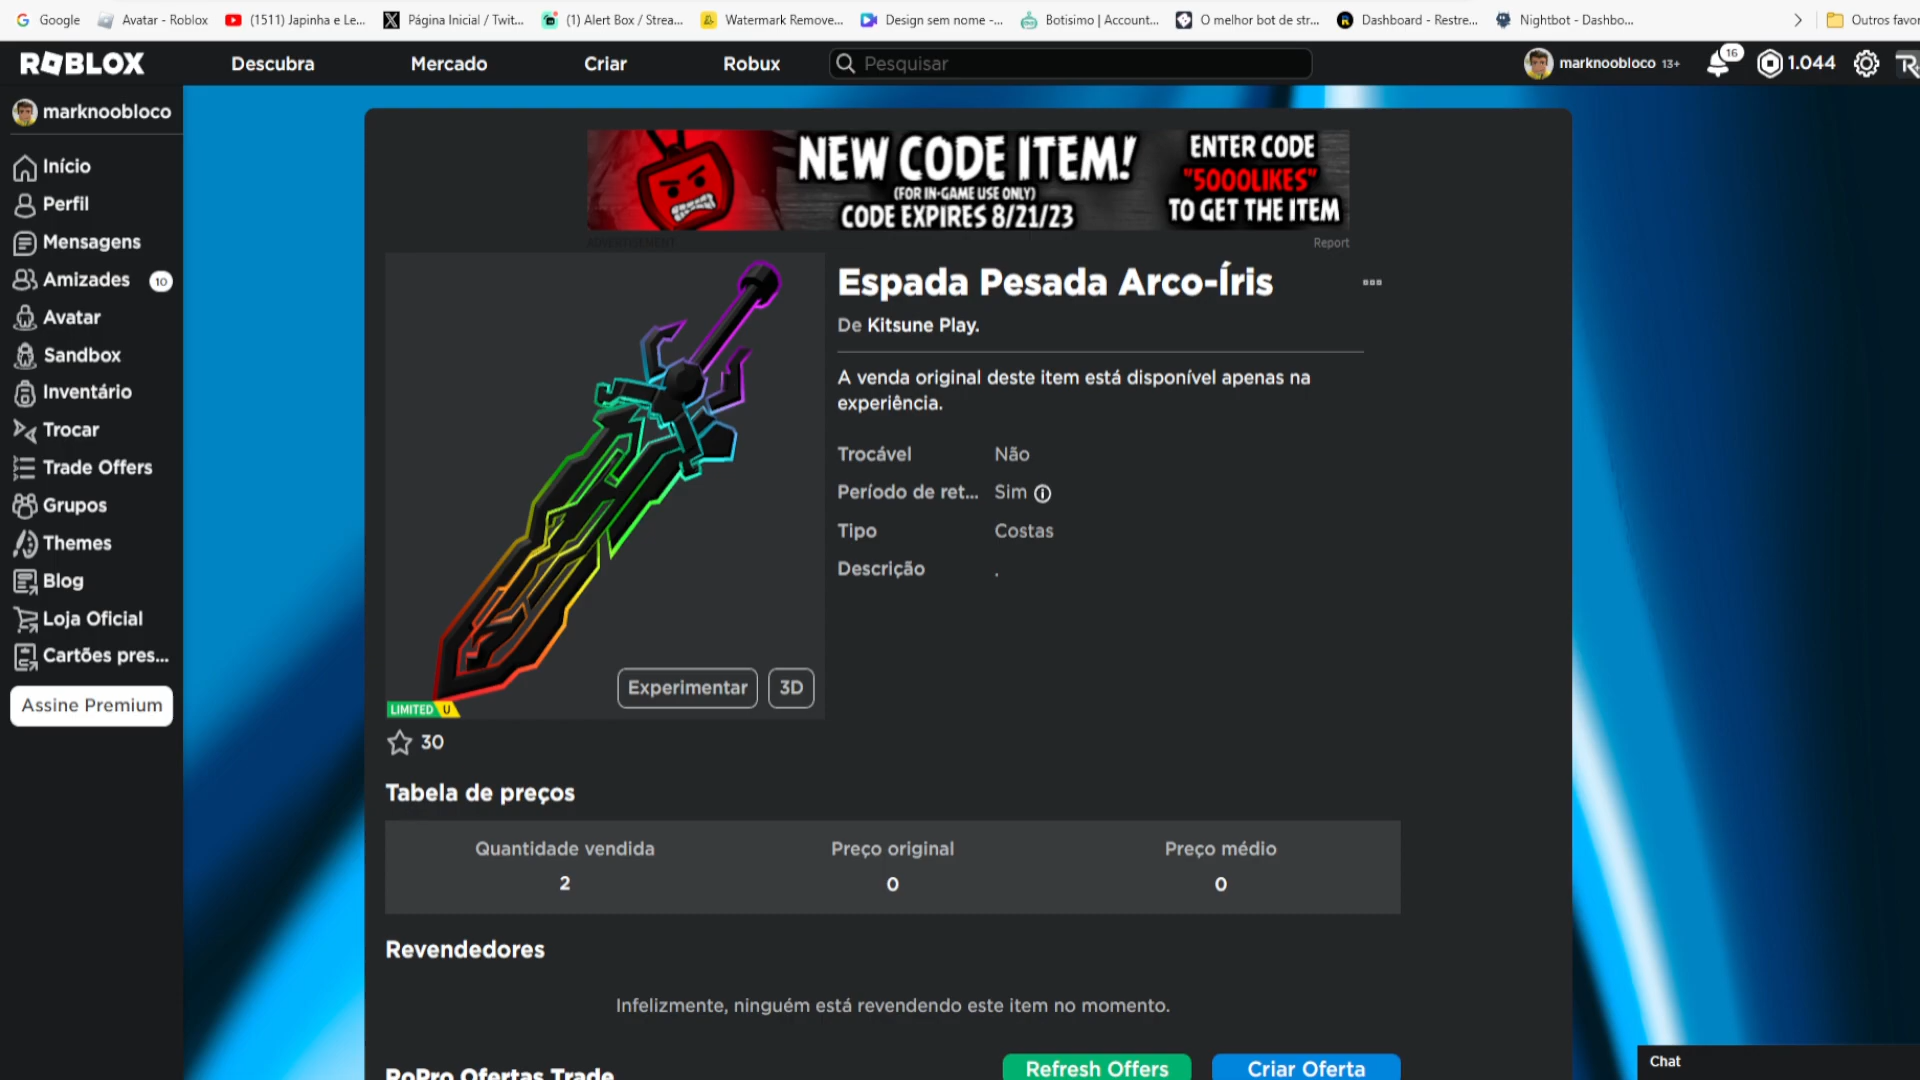 Google Avatar - Roblox (1511) Japinha e Le... Página Inicial / Twit... (1) Alert Box / Strea... Watermark Remove... Design sem nome -... Botisimo | Account... O melhor bot de str... Dashboard - Restre... Nightbot - Dashbo... Outros favor
ROBLOX Descubra Mercado Criar Robux Pesquisar marknoobloco 13+ 16 1.044
marknoobloco
Início
Perfil
Mensagens
Amizades 10
Avatar
Sandbox
Inventário
Trocar
Trade Offers
Grupos
Themes
Blog
Loja Oficial
Cartões pres...
Assine Premium
NEW CODE ITEM!
(FOR IN-GAME USE ONLY)
CODE EXPIRES 8/21/23
ENTER CODE
"5000LIKES"
TO GET THE ITEM
ADVERTISEMENT Report
Espada Pesada Arco-Íris
De Kitsune Play.
A venda original deste item está disponível apenas na
experiência.
Trocável Não
Período de ret... Sim
Tipo Costas
Descrição .
Experimentar 3D
LIMITED U
30
Tabela de preços
Quantidade vendida Preço original Preço médio
2 0 0
Revendedores
Infelizmente, ninguém está revendendo este item no momento.
RoPro Ofertas Trade Refresh Offers Criar Oferta
Chat